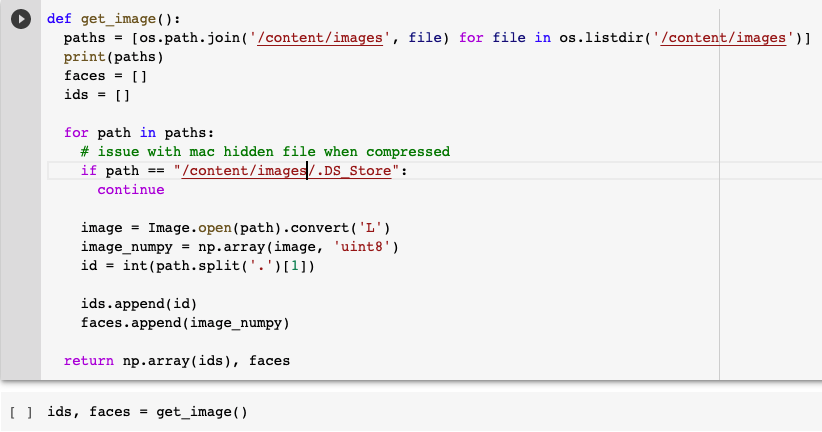 def get_image():
  paths = [os.path.join('/content/images', file) for file in os.listdir('/content/images')]
  print(paths)
  faces = []
  ids = []

  for path in paths:
    # issue with mac hidden file when compressed
    if path == "/content/images/.DS_Store":
      continue

    image = Image.open(path).convert('L')
    image_numpy = np.array(image, 'uint8')
    id = int(path.split('.')[1])

    ids.append(id)
    faces.append(image_numpy)

  return np.array(ids), faces
[ ] ids, faces = get_image()